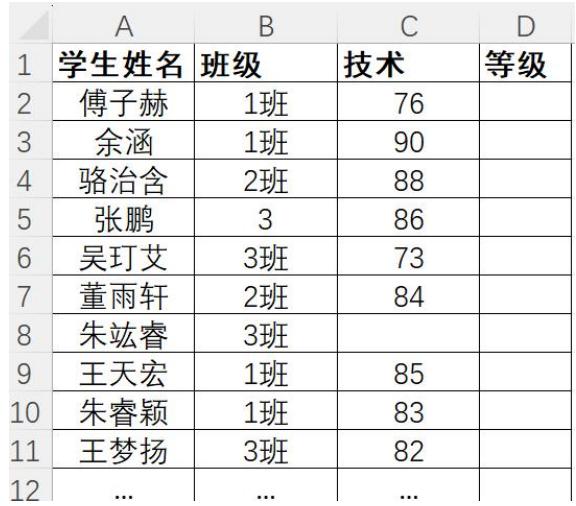 A B C D
1 学生姓名 班级 技术 等级
2 傅子赫 1班 76
3 余涵 1班 90
4 骆治含 2班 88
5 张鹏 3 86
6 吴玎艾 3班 73
7 董雨轩 2班 84
8 朱竑睿 3班
9 王天宏 1班 85
10 朱睿颖 1班 83
11 王梦扬 3班 82
12 ... ... ...